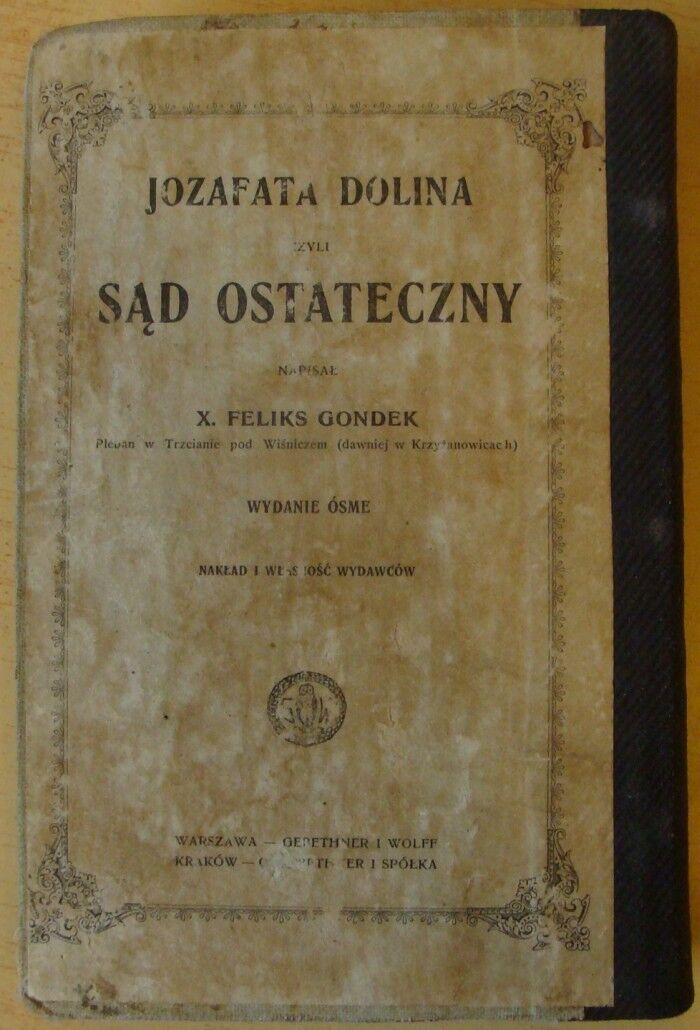 JOZAFATA DOLINA
CZYLI
SĄD OSTATECZNY
NAPISAŁ
X. FELIKS GONDEK
Pleban w Trzcianie pod Wiśniczem (dawniej w Krzyżanowicach)
WYDANIE ÓSME
NAKŁAD I WŁASNOŚĆ WYDAWCÓW
WARSZAWA — GEBETHNER I WOLFF
KRAKÓW — G. GEBETHNER I SPÓŁKA